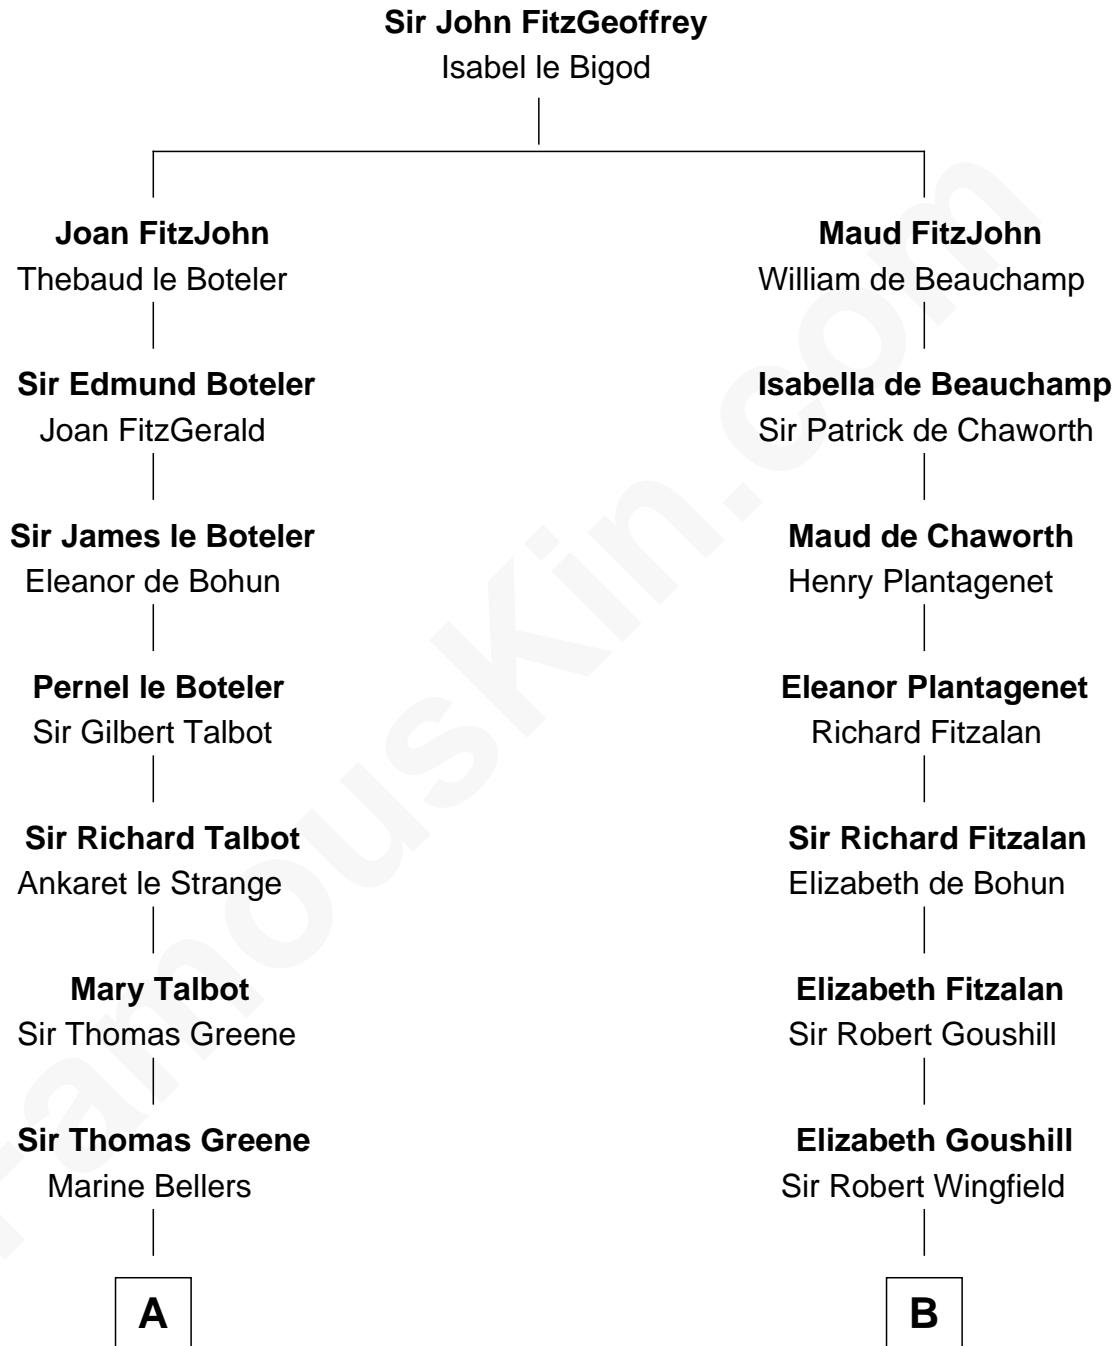 Sir John FitzGeoffrey
Isabel le Bigod
Joan FitzJohn
Thebaud le Boteler
Maud FitzJohn
William de Beauchamp
Sir Edmund Boteler
Joan FitzGerald
Isabella de Beauchamp
Sir Patrick de Chaworth
Sir James le Boteler
Eleanor de Bohun
Maud de Chaworth
Henry Plantagenet
Pernel le Boteler
Sir Gilbert Talbot
Eleanor Plantagenet
Richard Fitzalan
Sir Richard Talbot
Ankaret le Strange
Sir Richard Fitzalan
Elizabeth de Bohun
Mary Talbot
Sir Thomas Greene
Elizabeth Fitzalan
Sir Robert Goushill
Sir Thomas Greene
Marine Bellers
Elizabeth Goushill
Sir Robert Wingfield
A
B
FamousKin.com